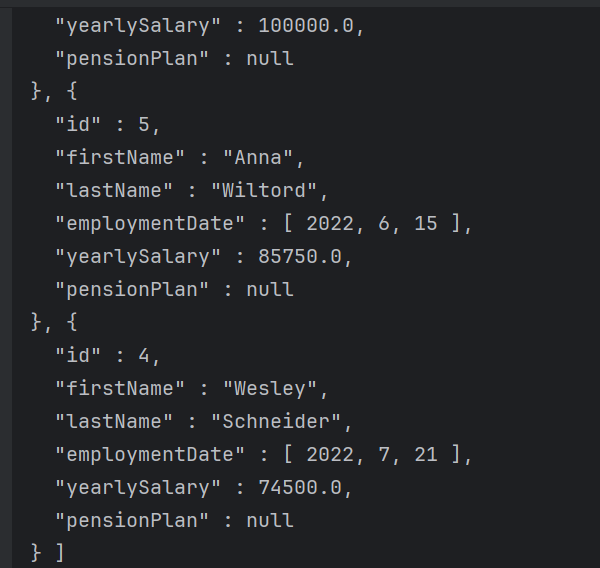 "yearlySalary" : 100000.0,
"pensionPlan" : null
}, {
"id" : 5,
"firstName" : "Anna",
"lastName" : "Wiltord",
"employmentDate" : [ 2022, 6, 15 ],
"yearlySalary" : 85750.0,
"pensionPlan" : null
}, {
"id" : 4,
"firstName" : "Wesley",
"lastName" : "Schneider",
"employmentDate" : [ 2022, 7, 21 ],
"yearlySalary" : 74500.0,
"pensionPlan" : null
} ]